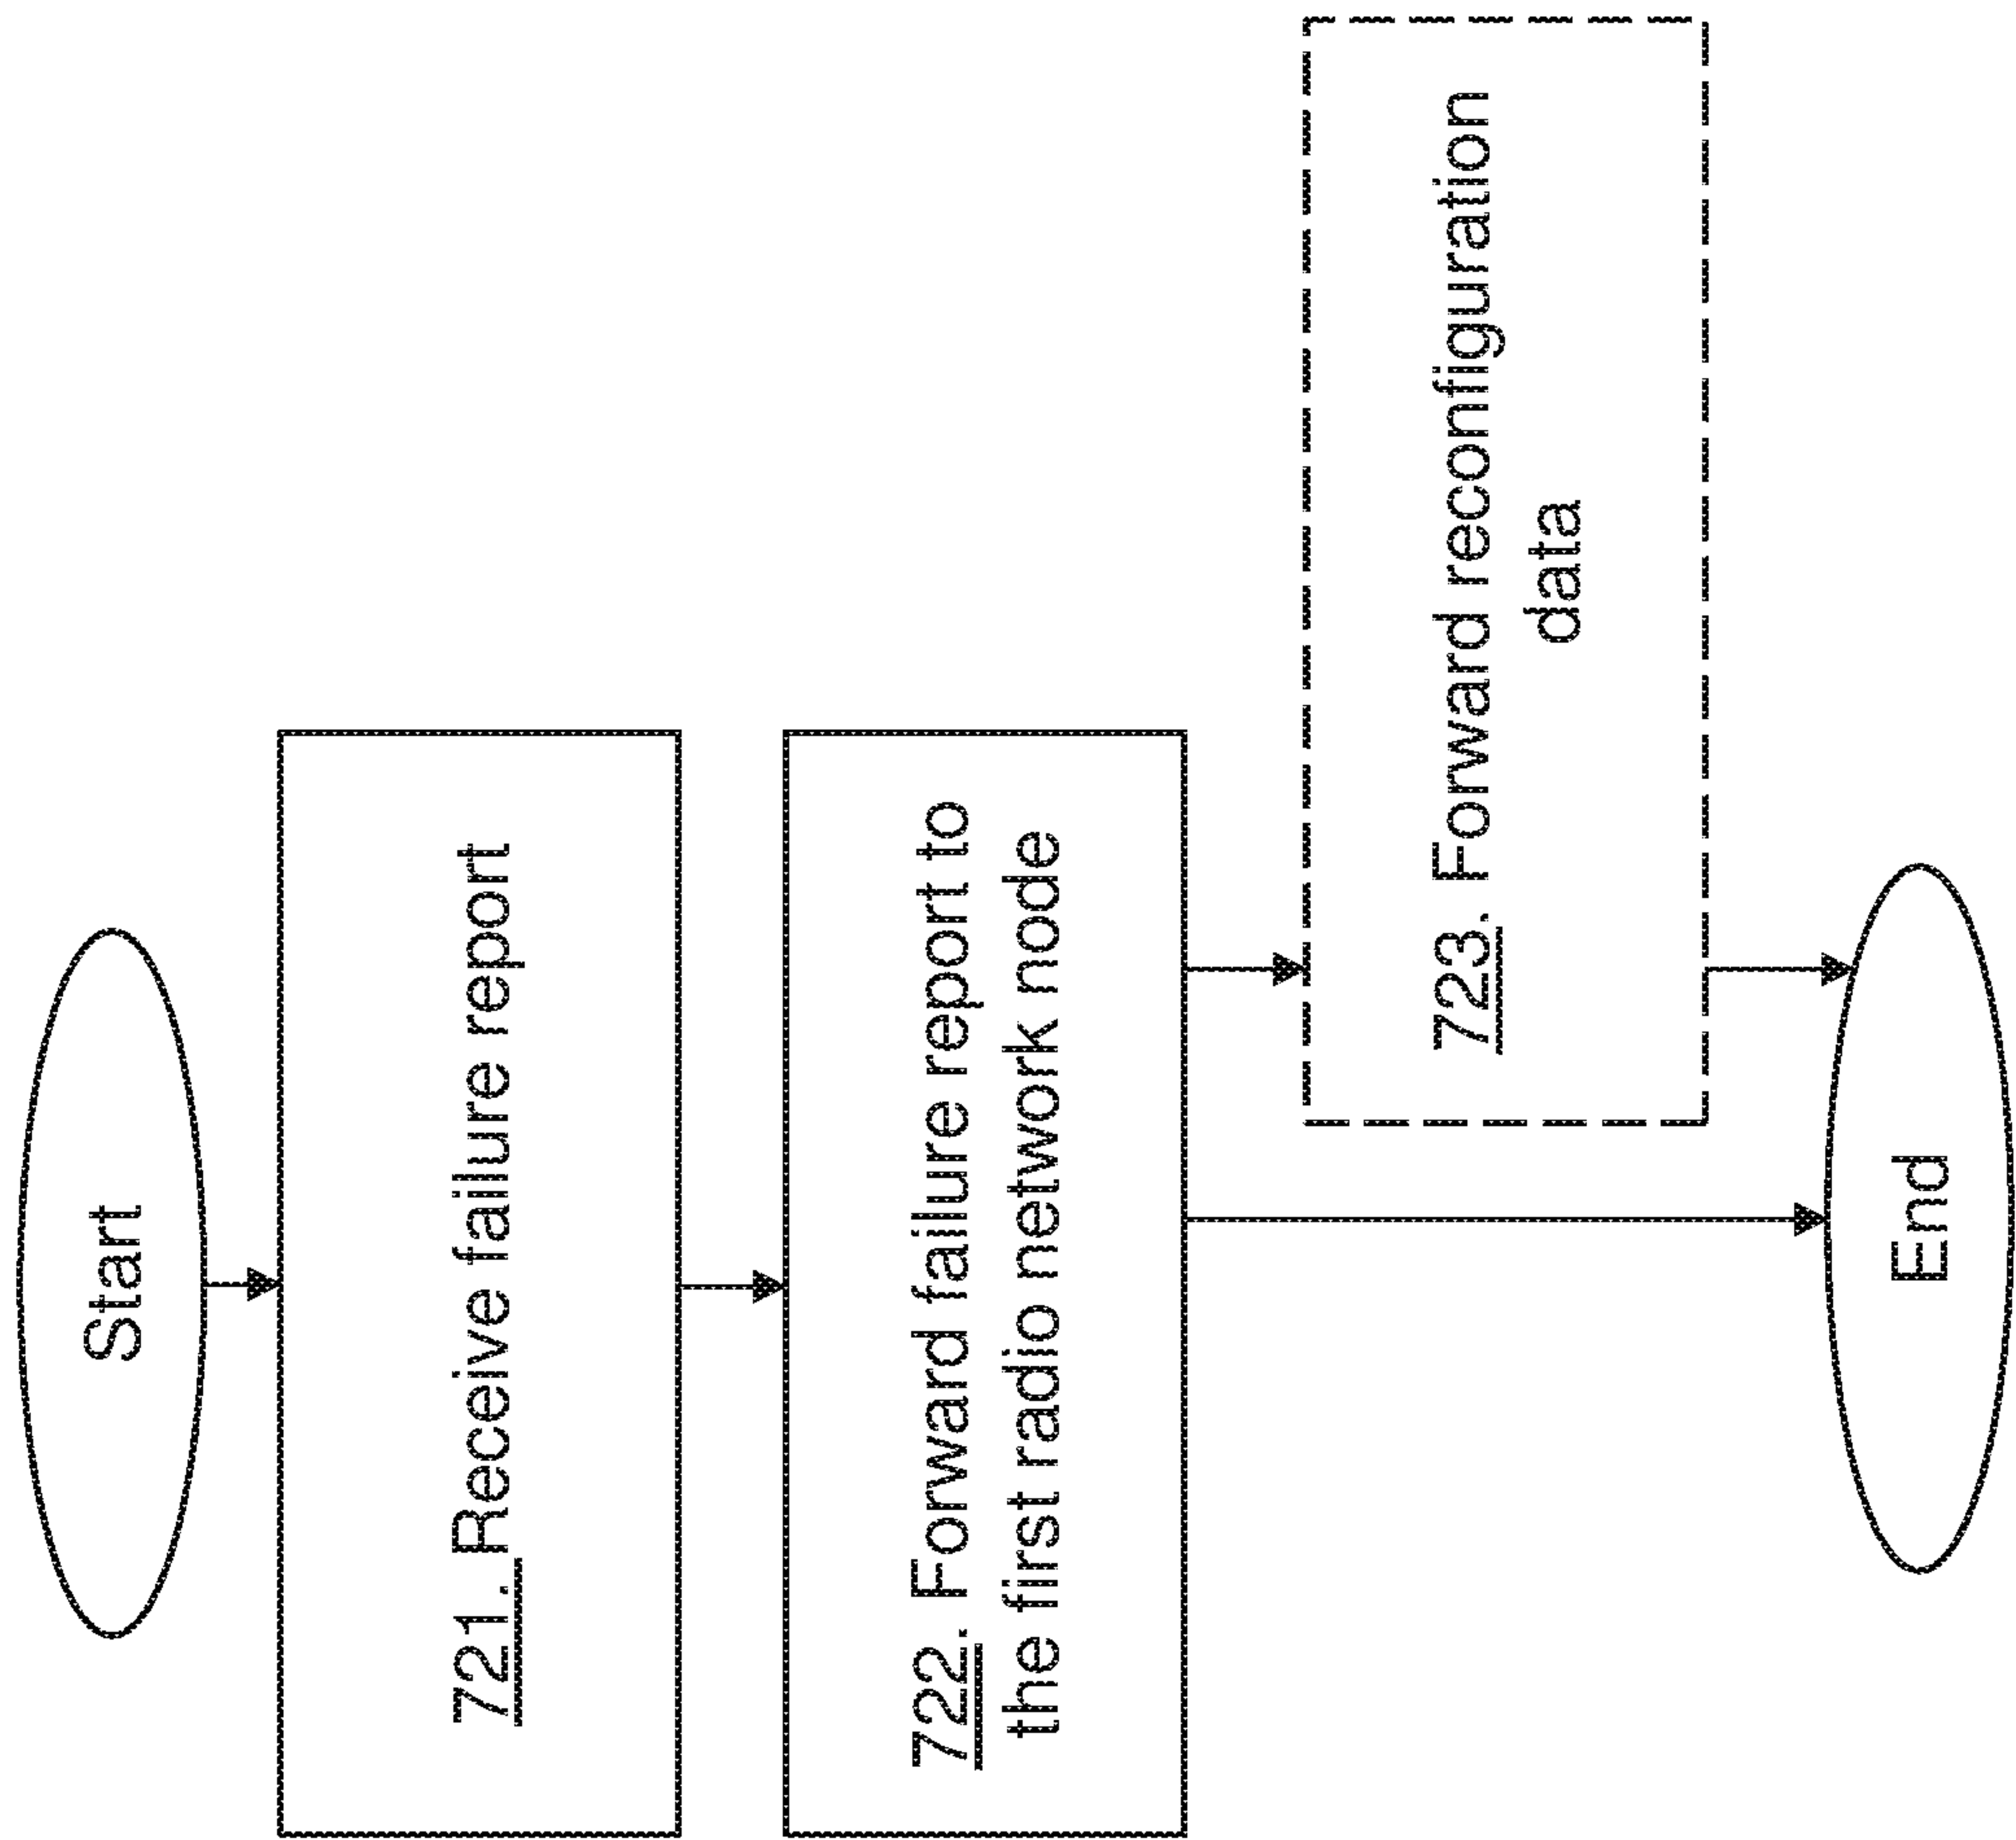 Start
721. Receive failure report
722. Forward failure report to
the first radio network node
723. Forward reconfiguration
data
End